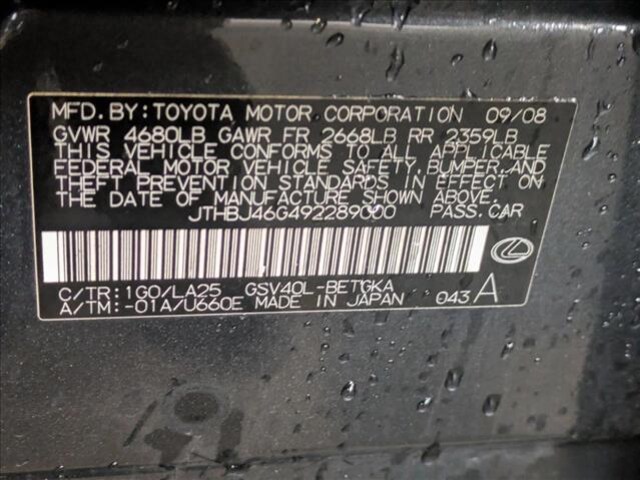 MFD. BY: TOYOTA MOTOR CORPORATION 09/08
GVWR 4680LB GAWR FR 2668LB RR 2359LB
THIS VEHICLE CONFORMS TO ALL APPLICABLE
FEDERAL MOTOR VEHICLE SAFETY, BUMPER, AND
THEFT PREVENTION STANDARDS IN EFFECT ON
THE DATE OF MANUFACTURE SHOWN ABOVE.
JTHBJ46G492289000 PASS. CAR
C/TR: 1G0/LA25 GSV40L-BETGKA
A/TM: -01A/U660E MADE IN JAPAN 043 A